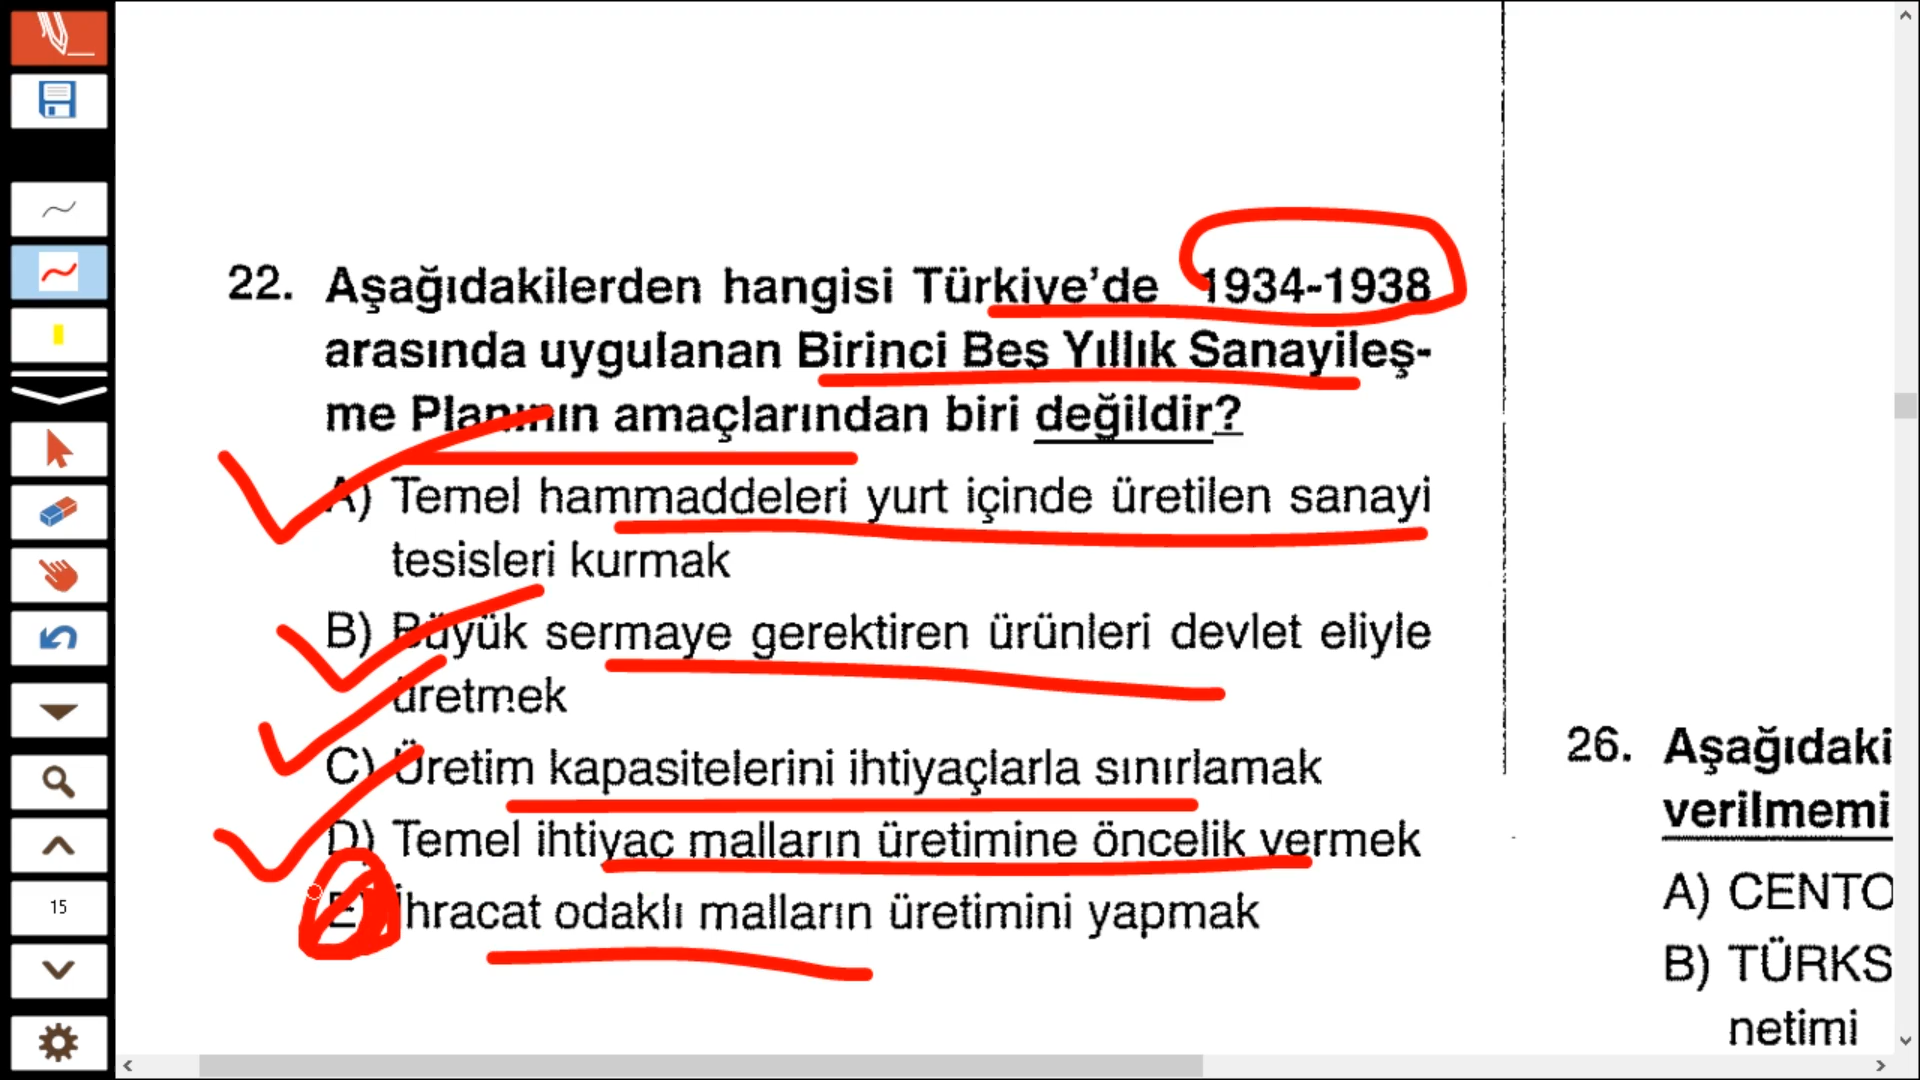 22. Aşağıdakilerden hangisi Türkiye’de 1934-1938
arasında uygulanan Birinci Beş Yıllık Sanayileş-
me Planının amaçlarından biri değildir?
A) Temel hammaddeleri yurt içinde üretilen sanayi
tesisleri kurmak
B) Büyük sermaye gerektiren ürünleri devlet eliyle
üretmek
C) Üretim kapasitelerini ihtiyaçlarla sınırlamak
D) Temel ihtiyaç malların üretimine öncelik vermek
E) İhracat odaklı malların üretimini yapmak
26. Aşağıdaki
verilmemi
A) CENTO
B) TÜRKS
netimi
15